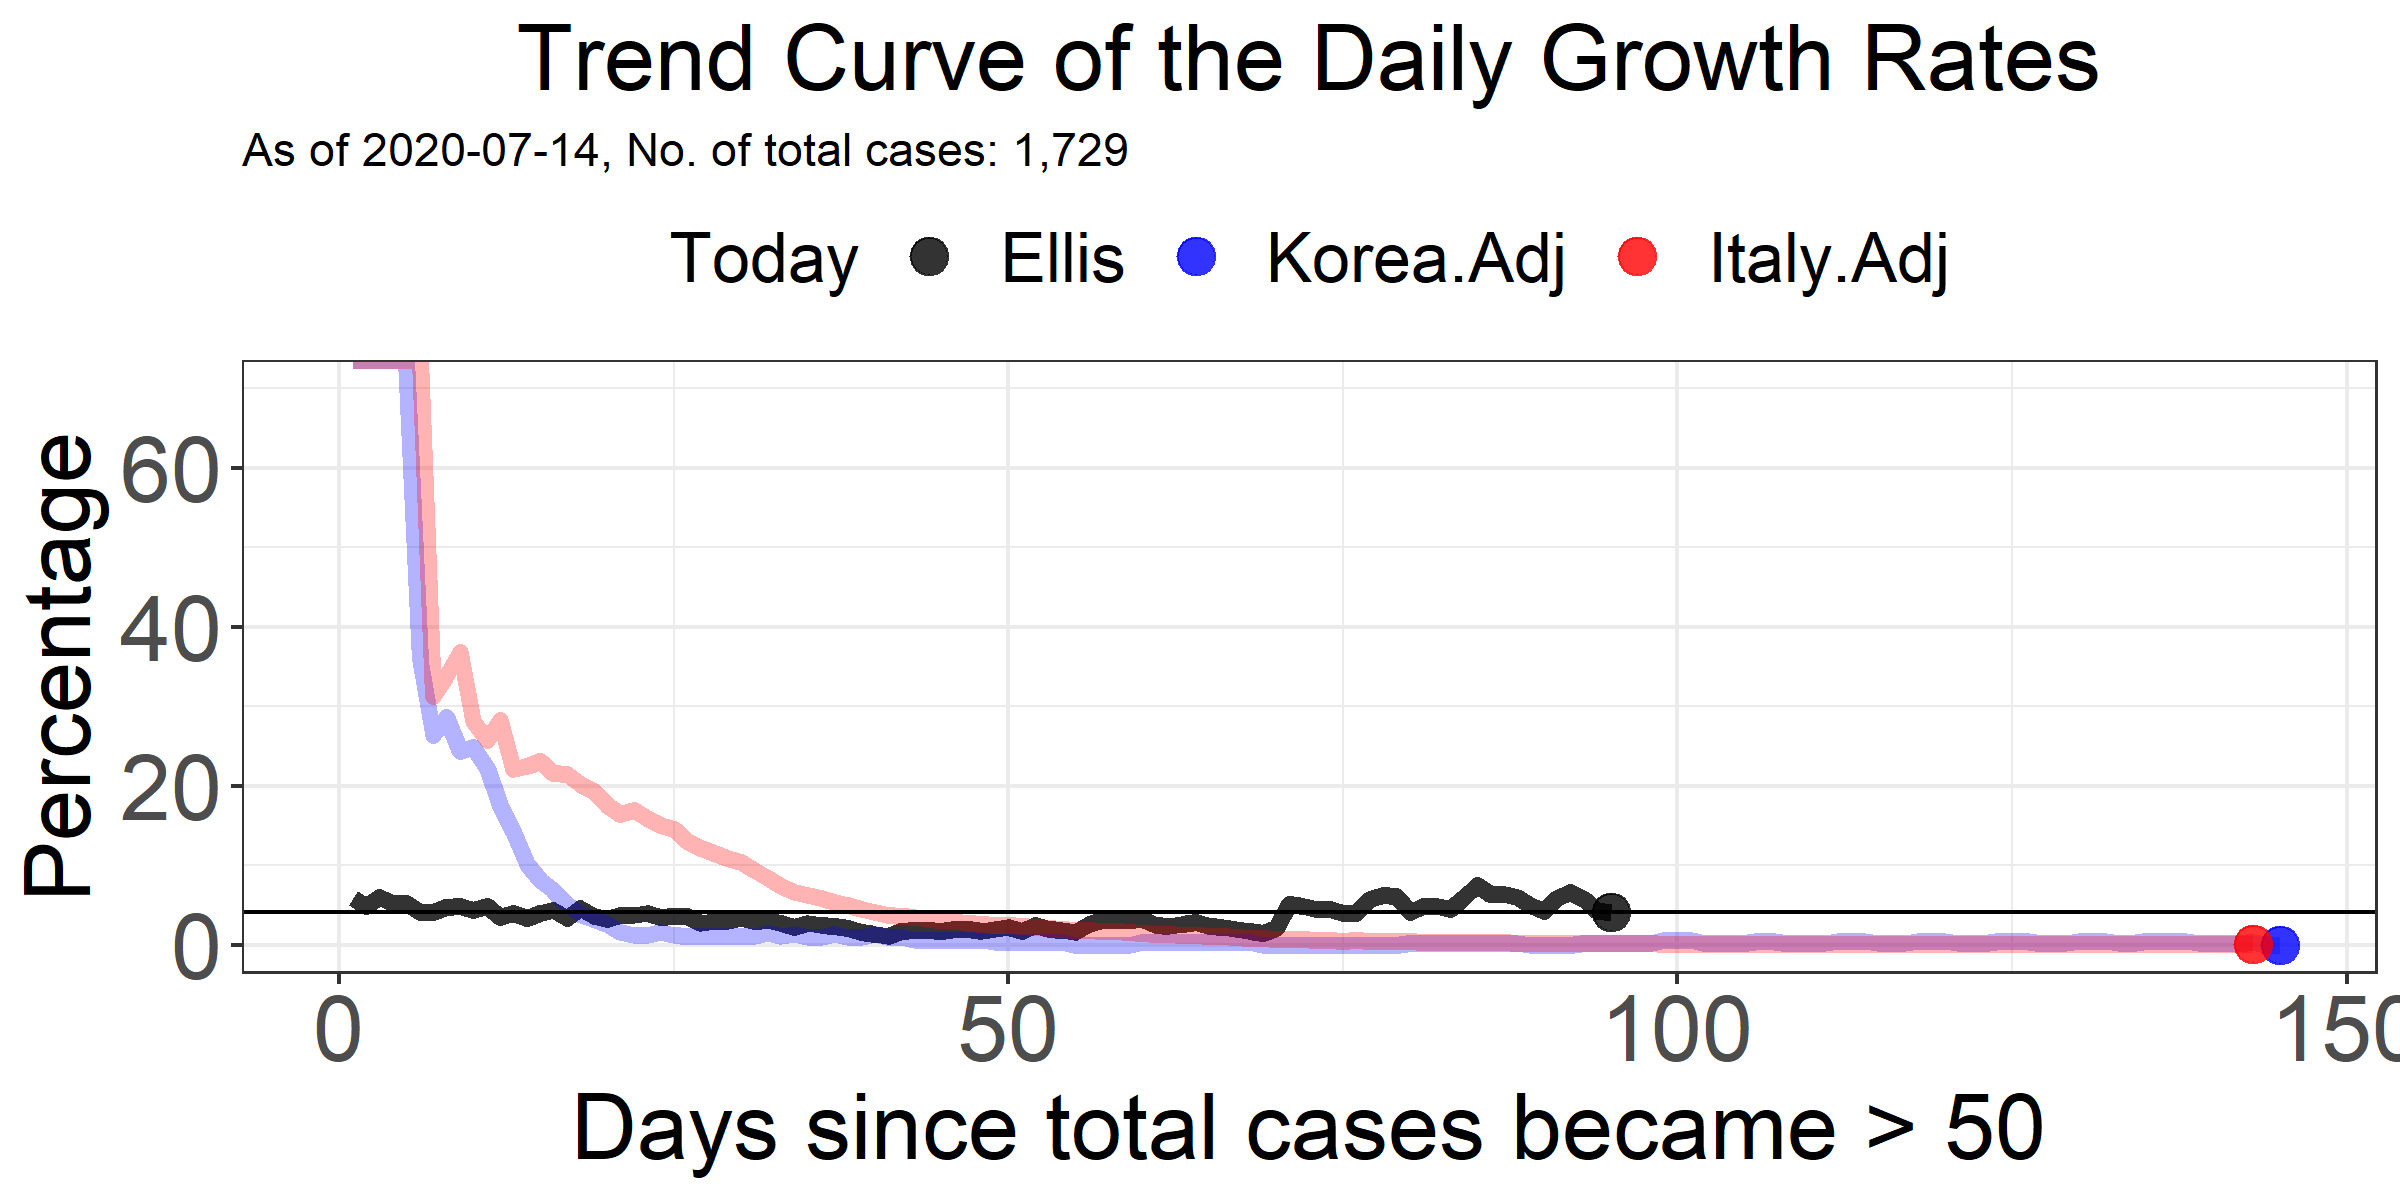 Trend Curve of the Daily Growth Rates
As of 2020-07-14, No. of total cases: 1,729
Today Ellis Korea.Adj Italy.Adj
Percentage
60
40
20
0
0 50 100 150
Days since total cases became > 50